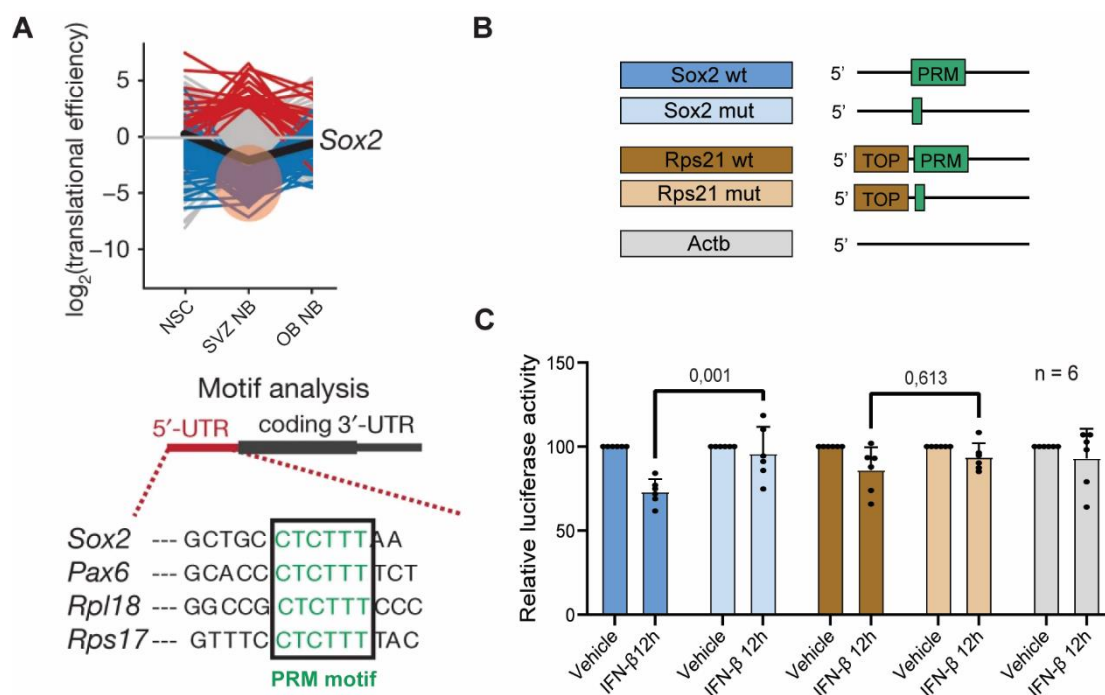 A
5
0
−5
−10
log2(translational efficiency)
Sox2
NSC
SVZ NB
OB NB
Motif analysis
5′-UTR
coding 3′-UTR
Sox2 --- GCTGC CTCTTT AA
Pax6 --- GCACC CTCTTT TCT
Rpl18 --- GGCCG CTCTTT CCC
Rps17 --- GTTTC CTCTTT TAC
PRM motif
B
Sox2 wt 5’ PRM
Sox2 mut 5’
Rps21 wt 5’ TOP PRM
Rps21 mut 5’ TOP
Actb 5’
C
Relative luciferase activity
150
100
50
0
0,001
0,613
n = 6
Vehicle
IFN-β 12h
Vehicle
IFN-β 12h
Vehicle
IFN-β 12h
Vehicle
IFN-β 12h
Vehicle
IFN-β 12h